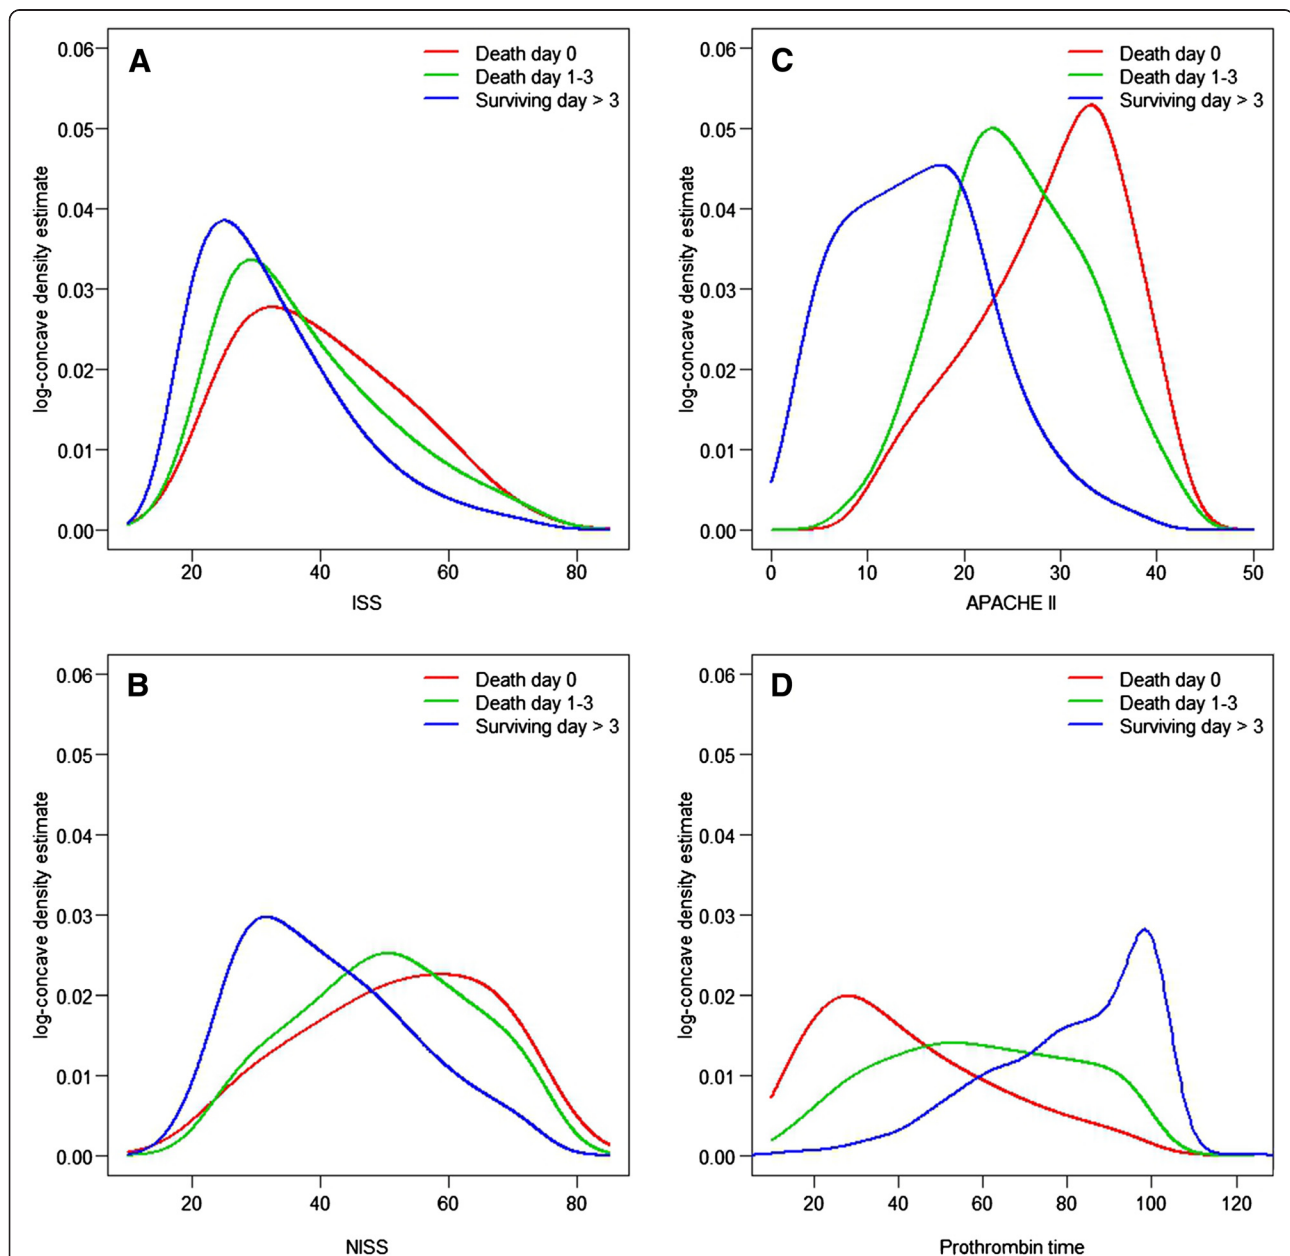 A
Death day 0
Death day 1-3
Surviving day > 3
0.06
0.05
0.04
0.03
0.02
0.01
0.00
log-concave density estimate
20 40 60 80
ISS
C
Death day 0
Death day 1-3
Surviving day > 3
0.06
0.05
0.04
0.03
0.02
0.01
0.00
log-concave density estimate
0 10 20 30 40 50
APACHE II
B
Death day 0
Death day 1-3
Surviving day > 3
0.06
0.05
0.04
0.03
0.02
0.01
0.00
log-concave density estimate
20 40 60 80
NISS
D
Death day 0
Death day 1-3
Surviving day > 3
0.06
0.05
0.04
0.03
0.02
0.01
0.00
log-concave density estimate
20 40 60 80 100 120
Prothrombin time